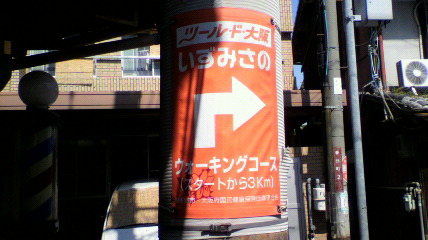 ツールド・大阪
いずみさの
ウォーキングコース
(スタートから3Km)